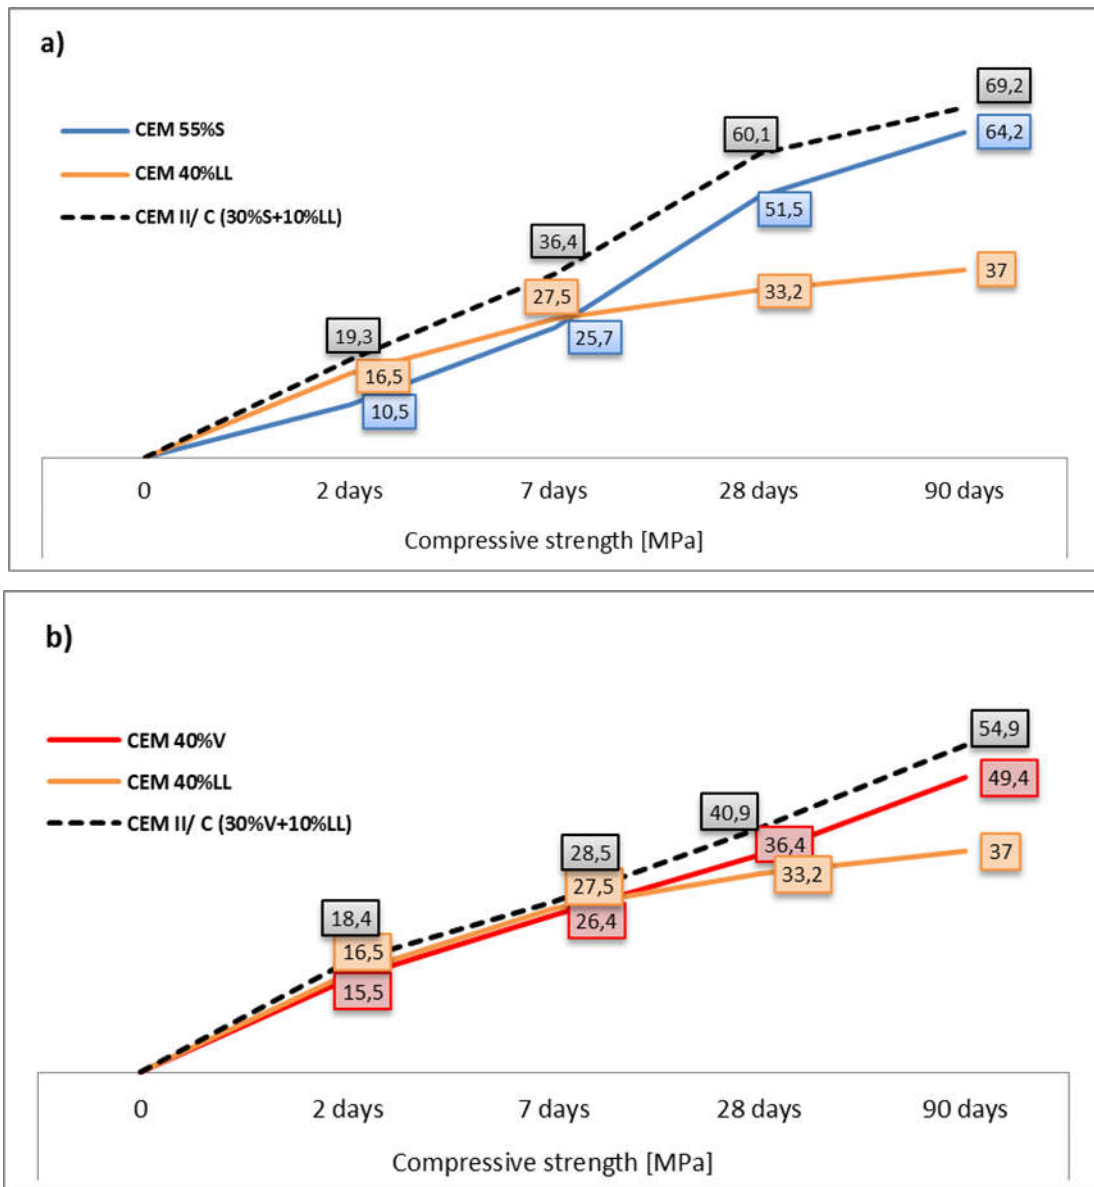 a)
CEM 55%S
CEM 40%LL
CEM II/ C (30%S+10%LL)
69,2
64,2
60,1
51,5
36,4
27,5
33,2
37
19,3
25,7
16,5
10,5
0 2 days 7 days 28 days 90 days
Compressive strength [MPa]
b)
CEM 40%V
CEM 40%LL
CEM II/ C (30%V+10%LL)
54,9
49,4
40,9
36,4
37
28,5
33,2
27,5
26,4
18,4
16,5
15,5
0 2 days 7 days 28 days 90 days
Compressive strength [MPa]